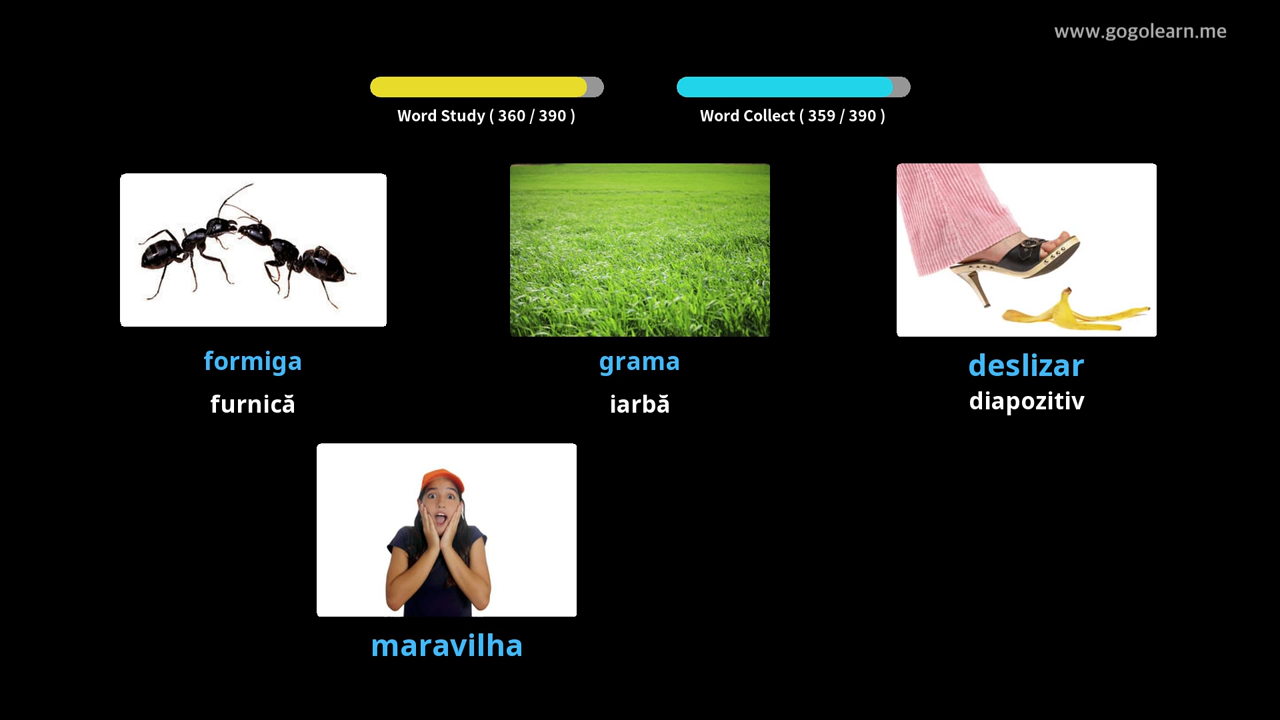 www.gogolearn.me
Word Study ( 360 / 390 )
Word Collect ( 359 / 390 )
formiga
furnică
grama
iarbă
deslizar
diapozitiv
maravilha